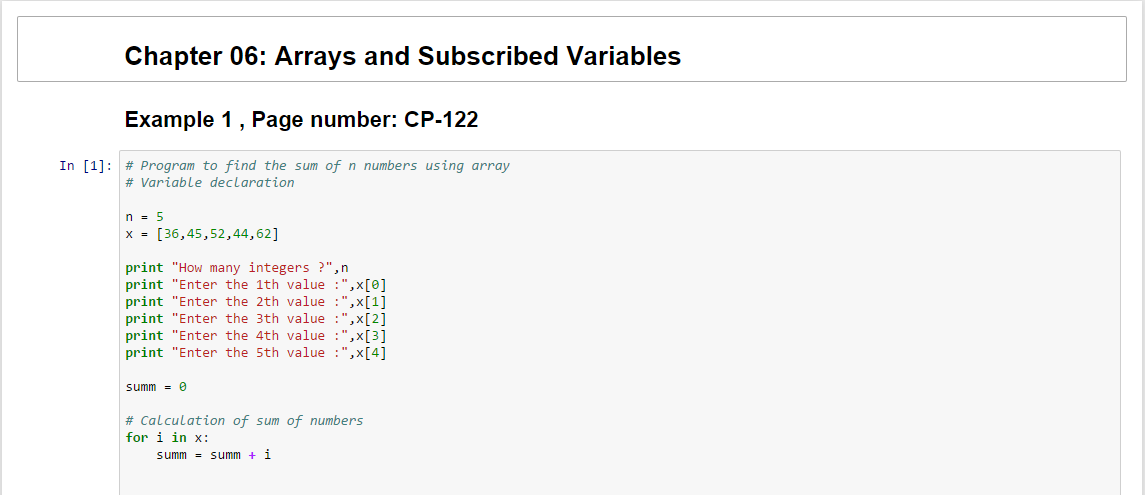 Chapter 06: Arrays and Subscribed Variables
Example 1 , Page number: CP-122
In [1]: # Program to find the sum of n numbers using array
# Variable declaration
n = 5
x = [36,45,52,44,62]
print "How many integers ?",n
print "Enter the 1th value :",x[0]
print "Enter the 2th value :",x[1]
print "Enter the 3th value :",x[2]
print "Enter the 4th value :",x[3]
print "Enter the 5th value :",x[4]
summ = 0
# Calculation of sum of numbers
for i in x:
    summ = summ + i